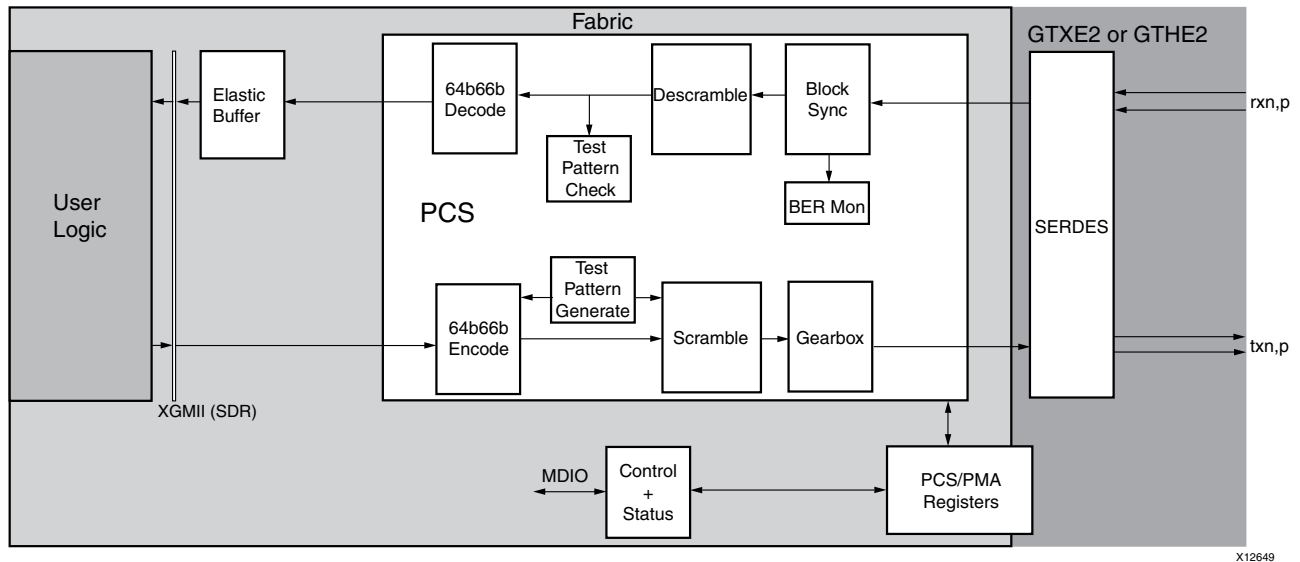 Fabric
GTXE2 or GTHE2
User
Logic
Elastic
Buffer
64b66b
Decode
Descramble
Block
Sync
rxn,p
Test
Pattern
Check
BER Mon
PCS
SERDES
Test
Pattern
Generate
64b66b
Encode
Scramble
Gearbox
txn,p
XGMII (SDR)
MDIO
Control
+
Status
PCS/PMA
Registers
X12649